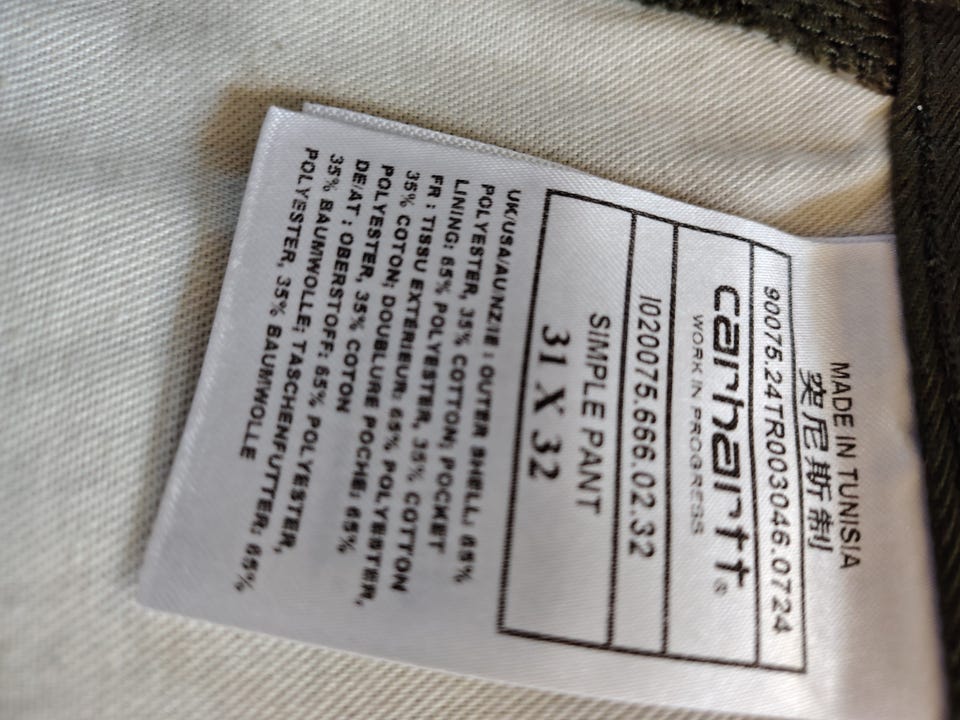 MADE IN TUNISIA
突尼斯制
90075.24TR003046.0724
carhartt®
WORK IN PROGRESS
I020075.666.02.32
SIMPLE PANT
31 X 32
UK/USA/AU/NZ/IE : OUTER SHELL: 65%
POLYESTER, 35% COTTON; POCKET
LINING: 65% POLYESTER, 35% COTTON
FR : TISSU EXTÉRIEUR: 65% POLYESTER,
35% COTON; DOUBLURE POCHE: 65%
POLYESTER, 35% COTON
DE/AT : OBERSTOFF: 65% POLYESTER,
35% BAUMWOLLE; TASCHENFUTTER: 65%
POLYESTER, 35% BAUMWOLLE